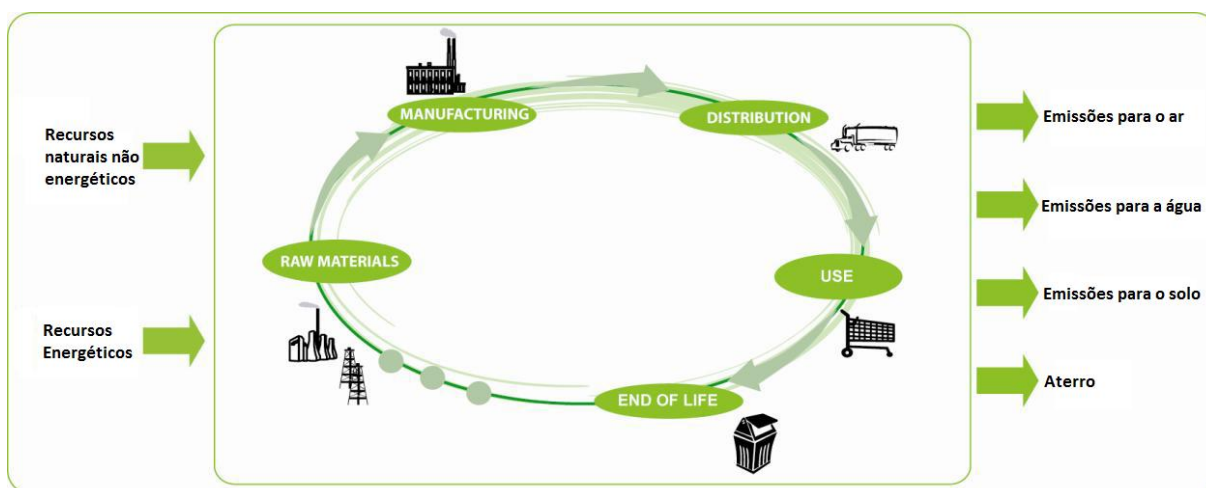 Recursos
naturais não
energéticos
Recursos
Energéticos
MANUFACTURING
DISTRIBUTION
RAW MATERIALS
USE
END OF LIFE
Emissões para o ar
Emissões para a água
Emissões para o solo
Aterro